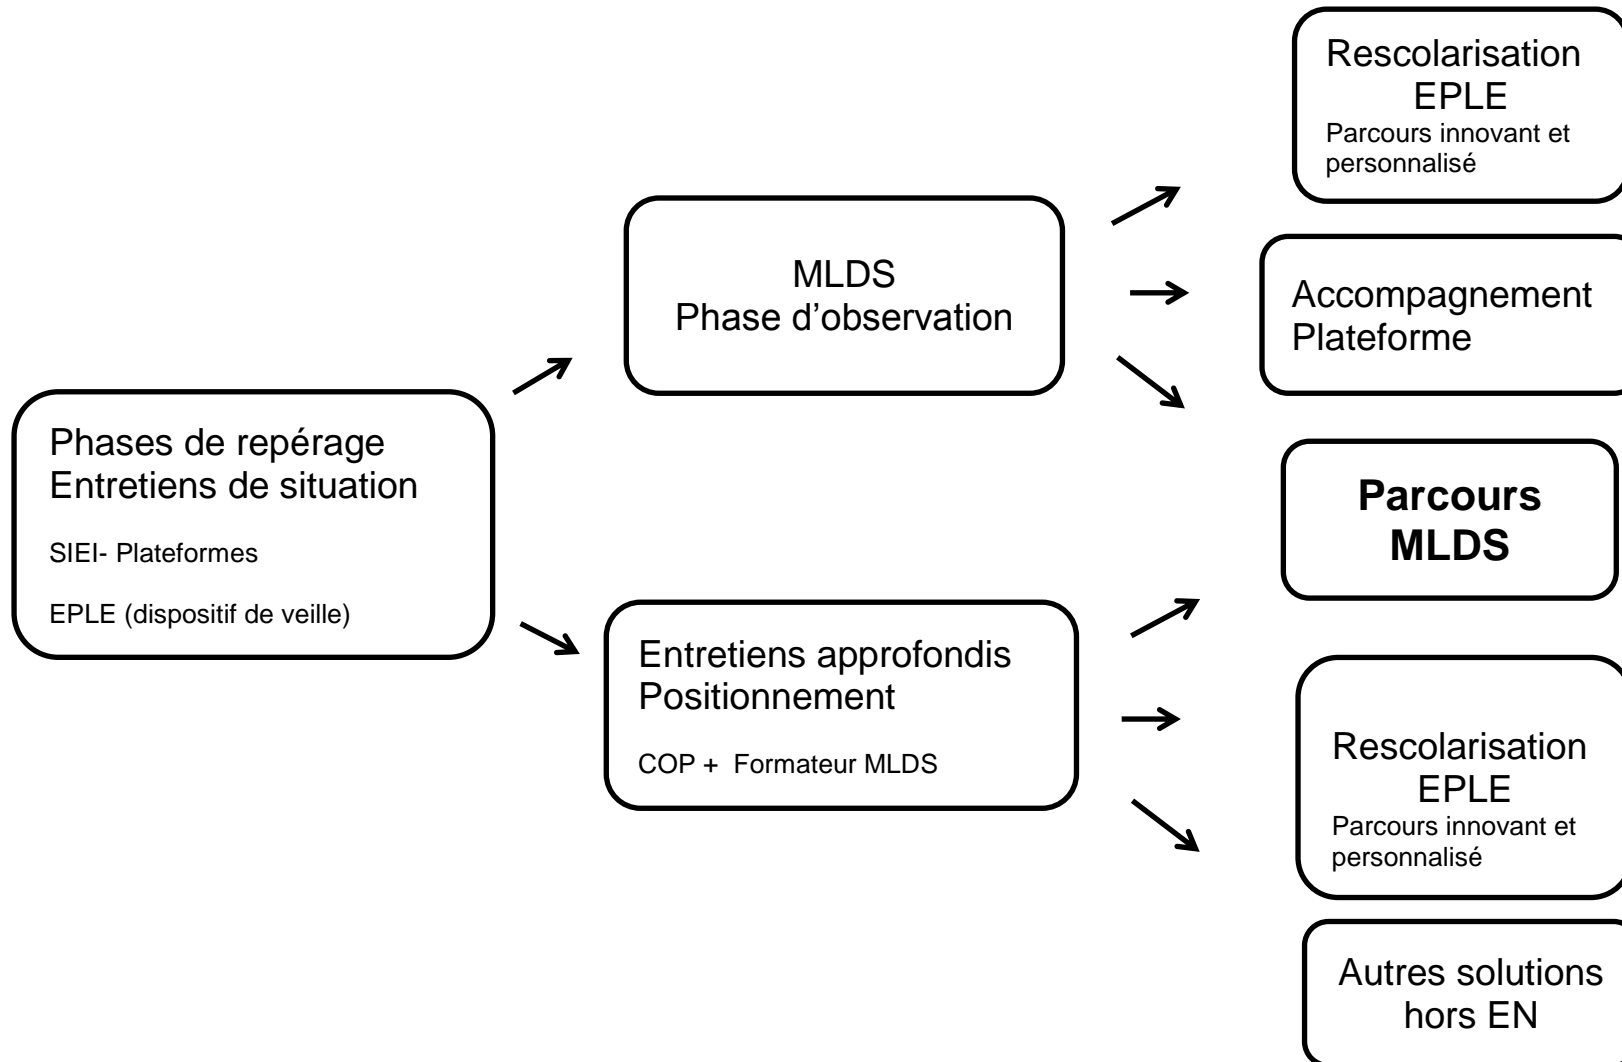 Phases de repérage
Entretiens de situation
SIEI- Plateformes
EPLE (dispositif de veille)
MLDS
Phase d’observation
Entretiens approfondis
Positionnement
COP + Formateur MLDS
Rescolarisation
EPLE
Parcours innovant et
personnalisé
Accompagnement
Plateforme
Parcours
MLDS
Rescolarisation
EPLE
Parcours innovant et
personnalisé
Autres solutions
hors EN